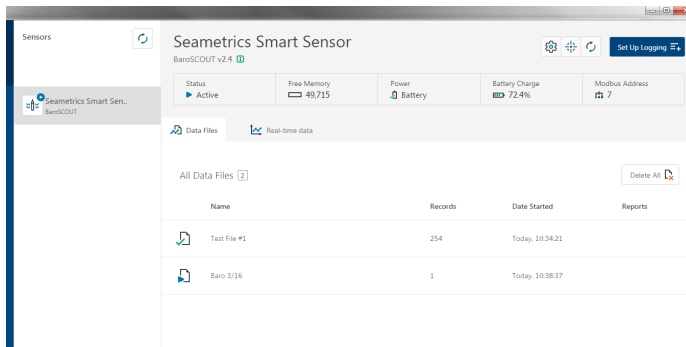 Sensors
Seametrics Smart Sen..
BaroSCOUT
Seametrics Smart Sensor
BaroSCOUT v2.4
Set Up Logging
Status
Active
Free Memory
49,715
Power
Battery
Battery Charge
72.4%
Modbus Address
7
Data Files
Real-time data
All Data Files 2
Delete All
Name Records Date Started Reports
Test File #1 254 Today, 10:34:21
Baro 3/16 1 Today, 10:38:37